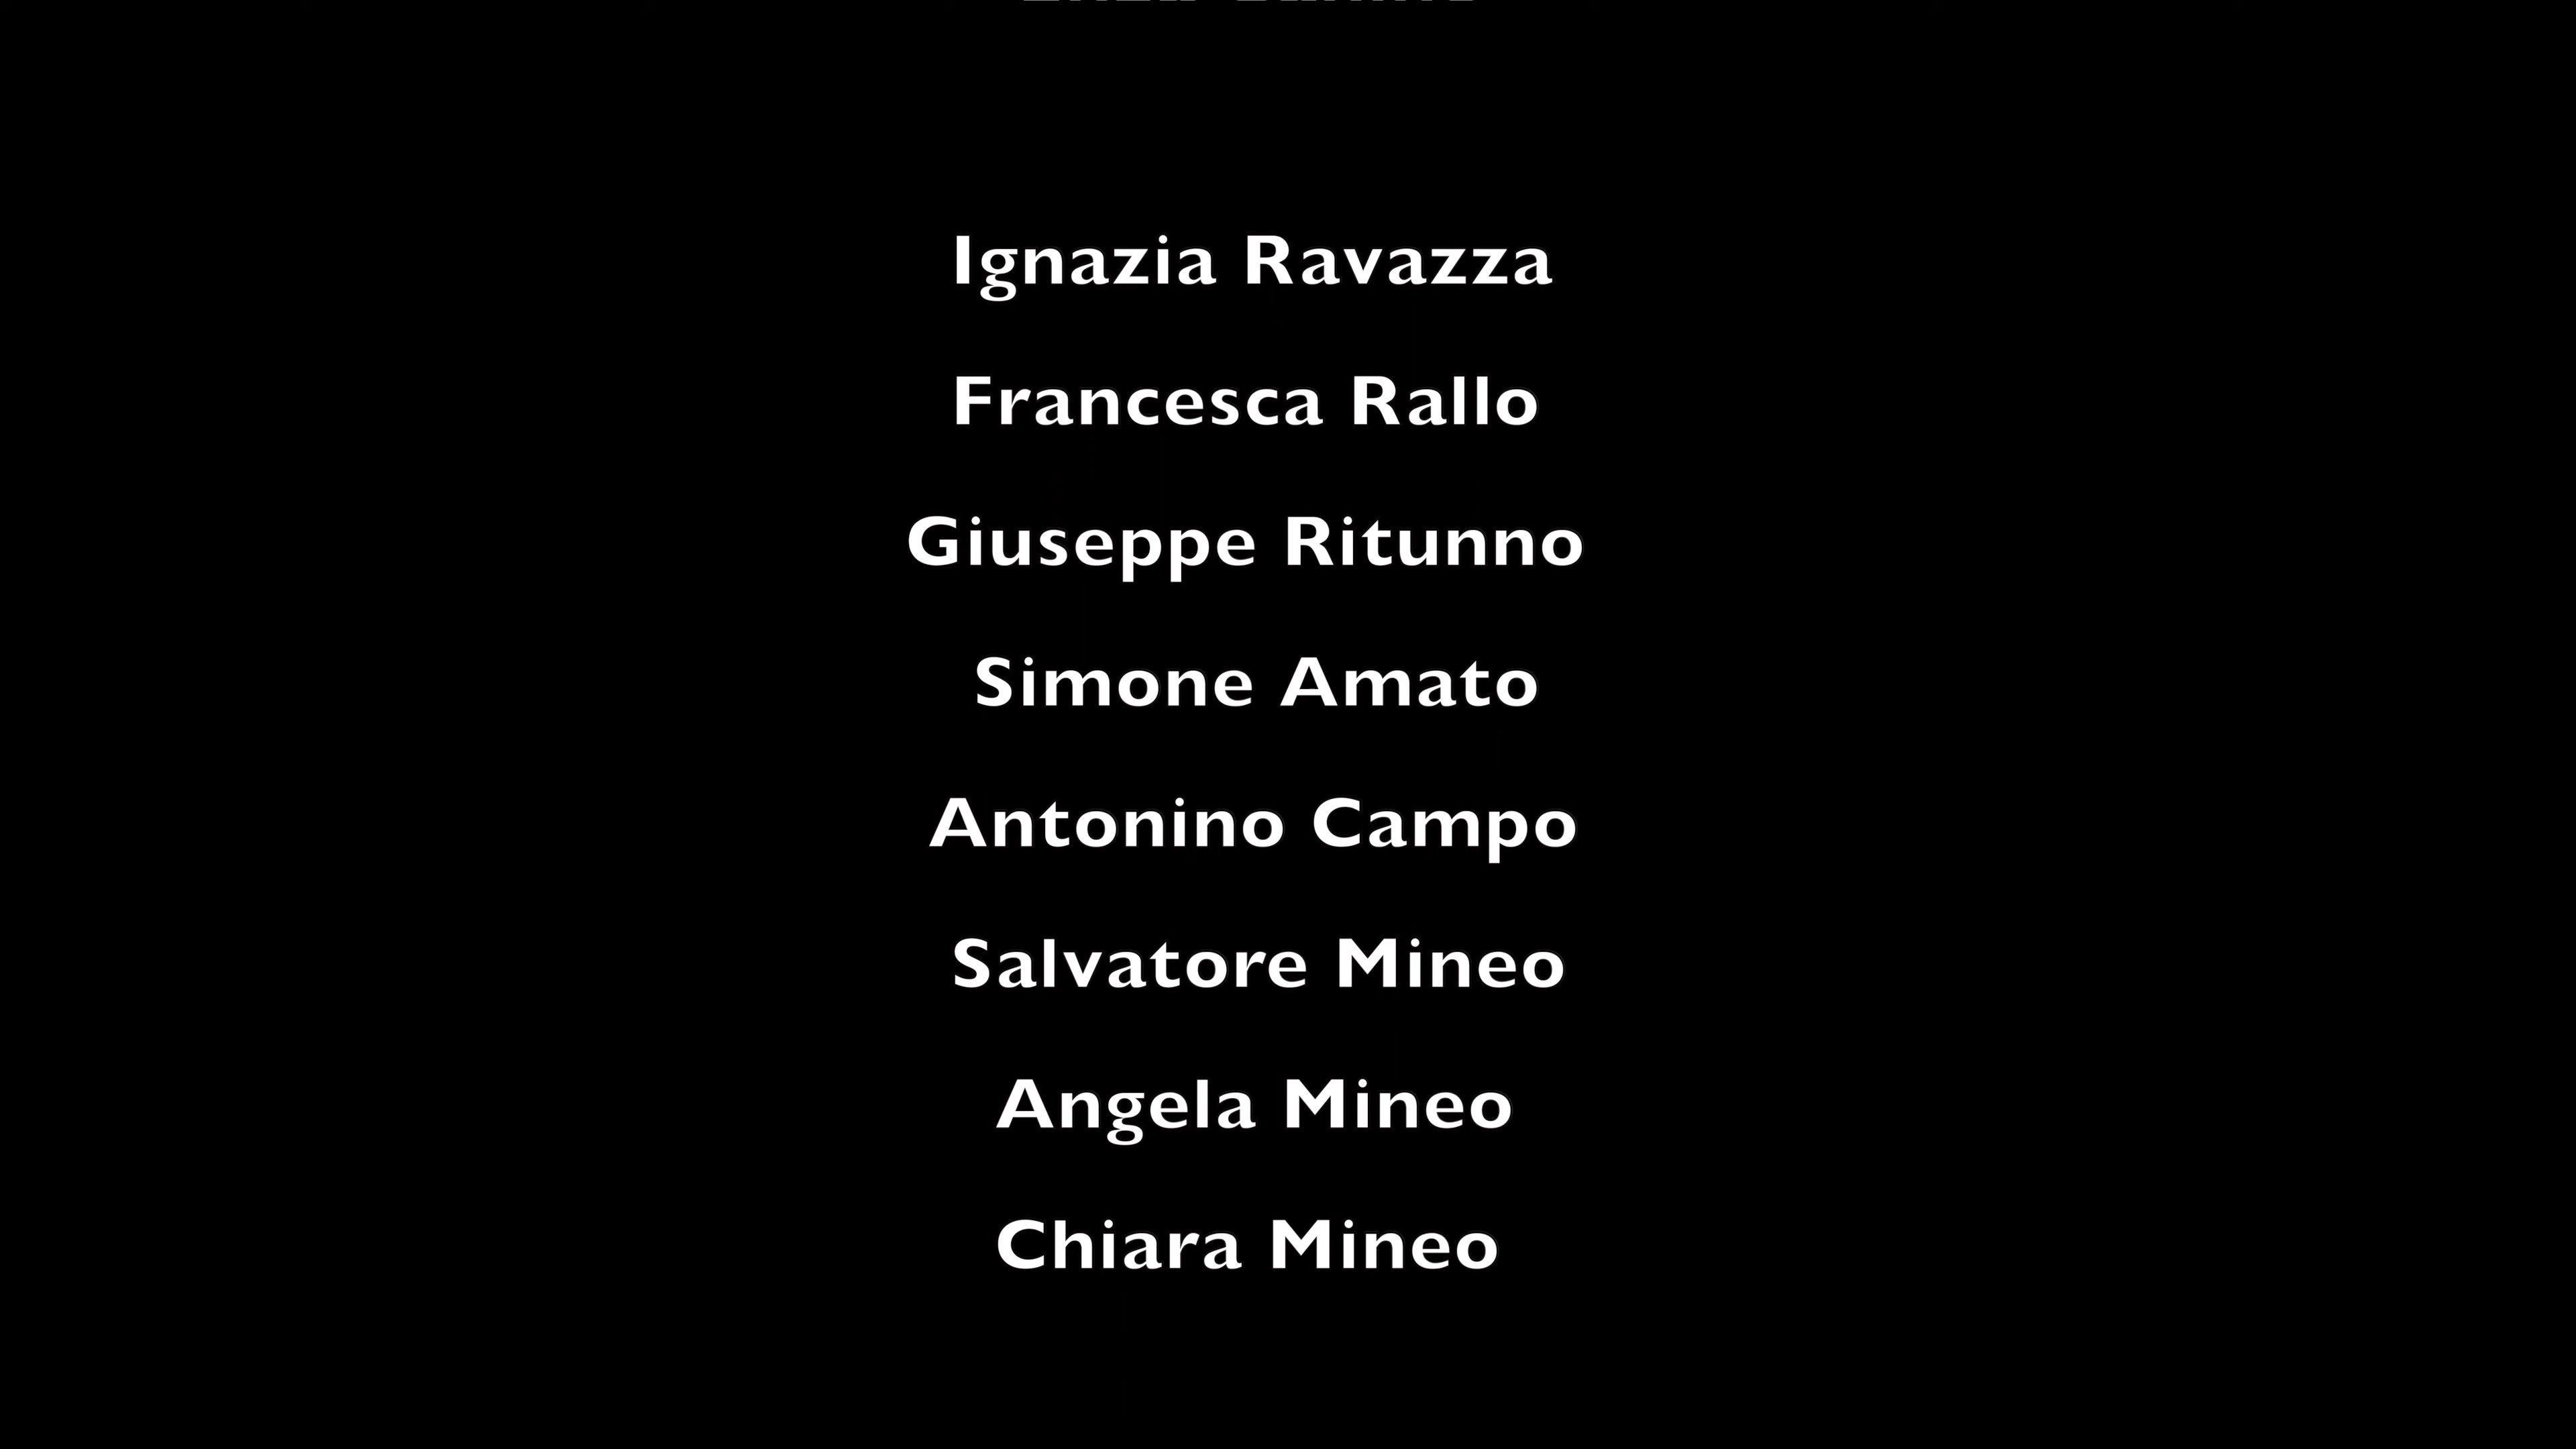 Ignazia Ravazza
Francesca Rallo
Giuseppe Ritunno
Simone Amato
Antonino Campo
Salvatore Mineo
Angela Mineo
Chiara Mineo